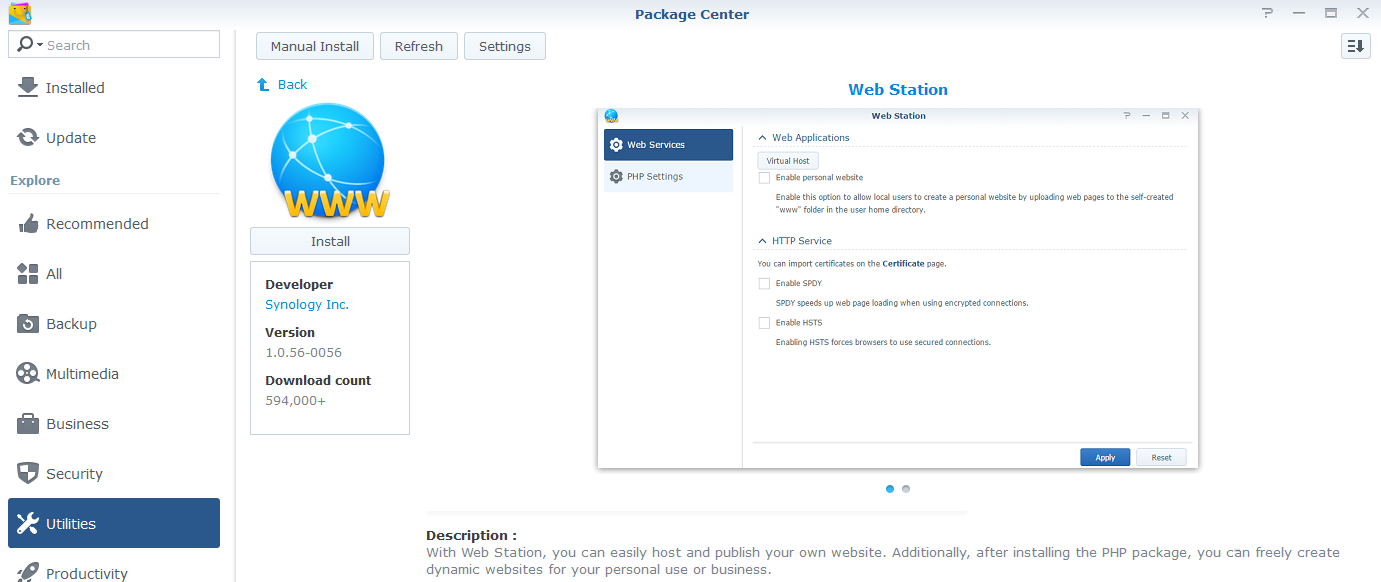 Package Center
Search
Installed
Update
Explore
Recommended
All
Backup
Multimedia
Business
Security
Utilities
Productivity
Manual Install
Refresh
Settings
Back
WWW
Install
Developer
Synology Inc.
Version
1.0.56-0056
Download count
594,000+
Web Station
Web Station
Web Services
PHP Settings
Web Applications
Virtual Host
Enable personal website
Enable this option to allow local users to create a personal website by uploading web pages to the self-created
"www" folder in the user home directory.
HTTP Service
You can import certificates on the Certificate page.
Enable SPDY
SPDY speeds up web page loading when using encrypted connections.
Enable HSTS
Enabling HSTS forces browsers to use secured connections.
Apply
Reset
Description :
With Web Station, you can easily host and publish your own website. Additionally, after installing the PHP package, you can freely create
dynamic websites for your personal use or business.